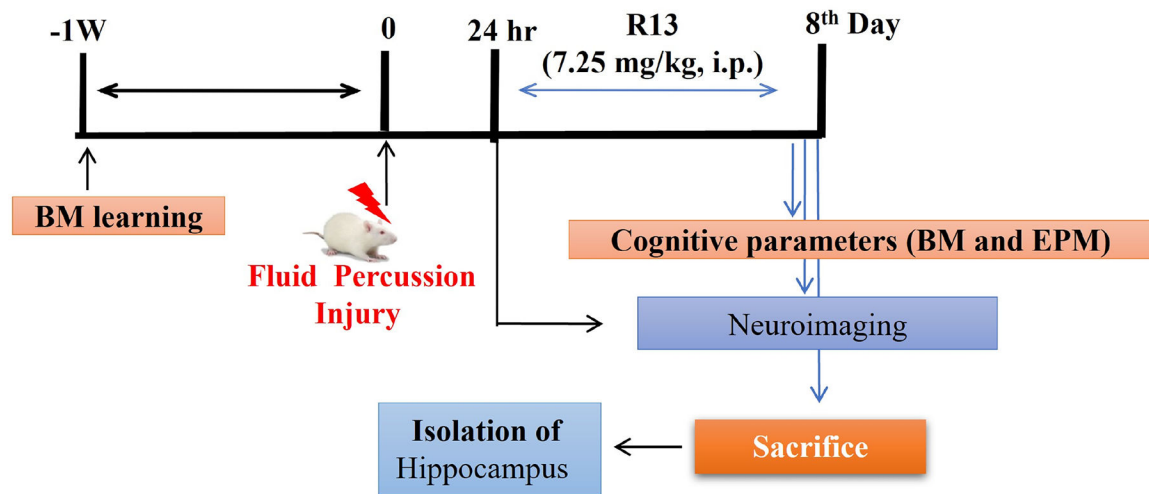 -1W
0
24 hr
R13
8th Day
(7.25 mg/kg, i.p.)
BM learning
Fluid Percussion
Injury
Cognitive parameters (BM and EPM)
Neuroimaging
Isolation of
Hippocampus
Sacrifice